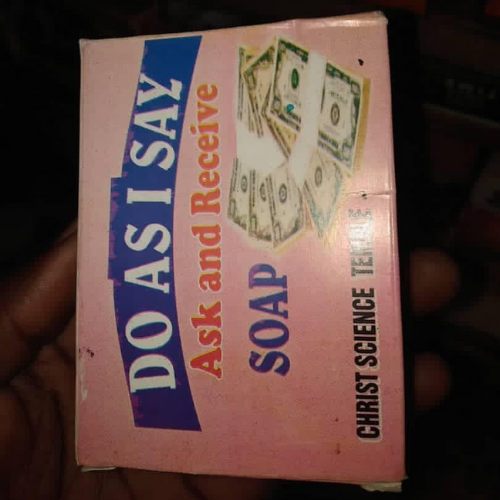 DO AS I SAY
Ask and Receive
SOAP
CHRIST SCIENCE TEMPLE